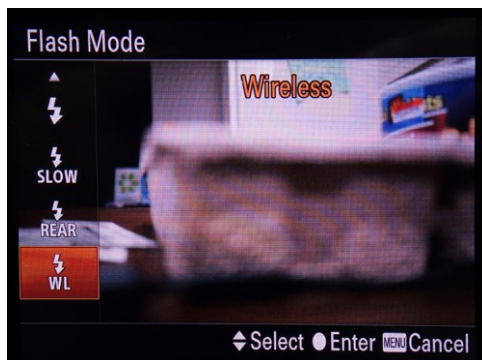 Flash Mode
Wireless
SLOW
REAR
WL
Select Enter MENU Cancel